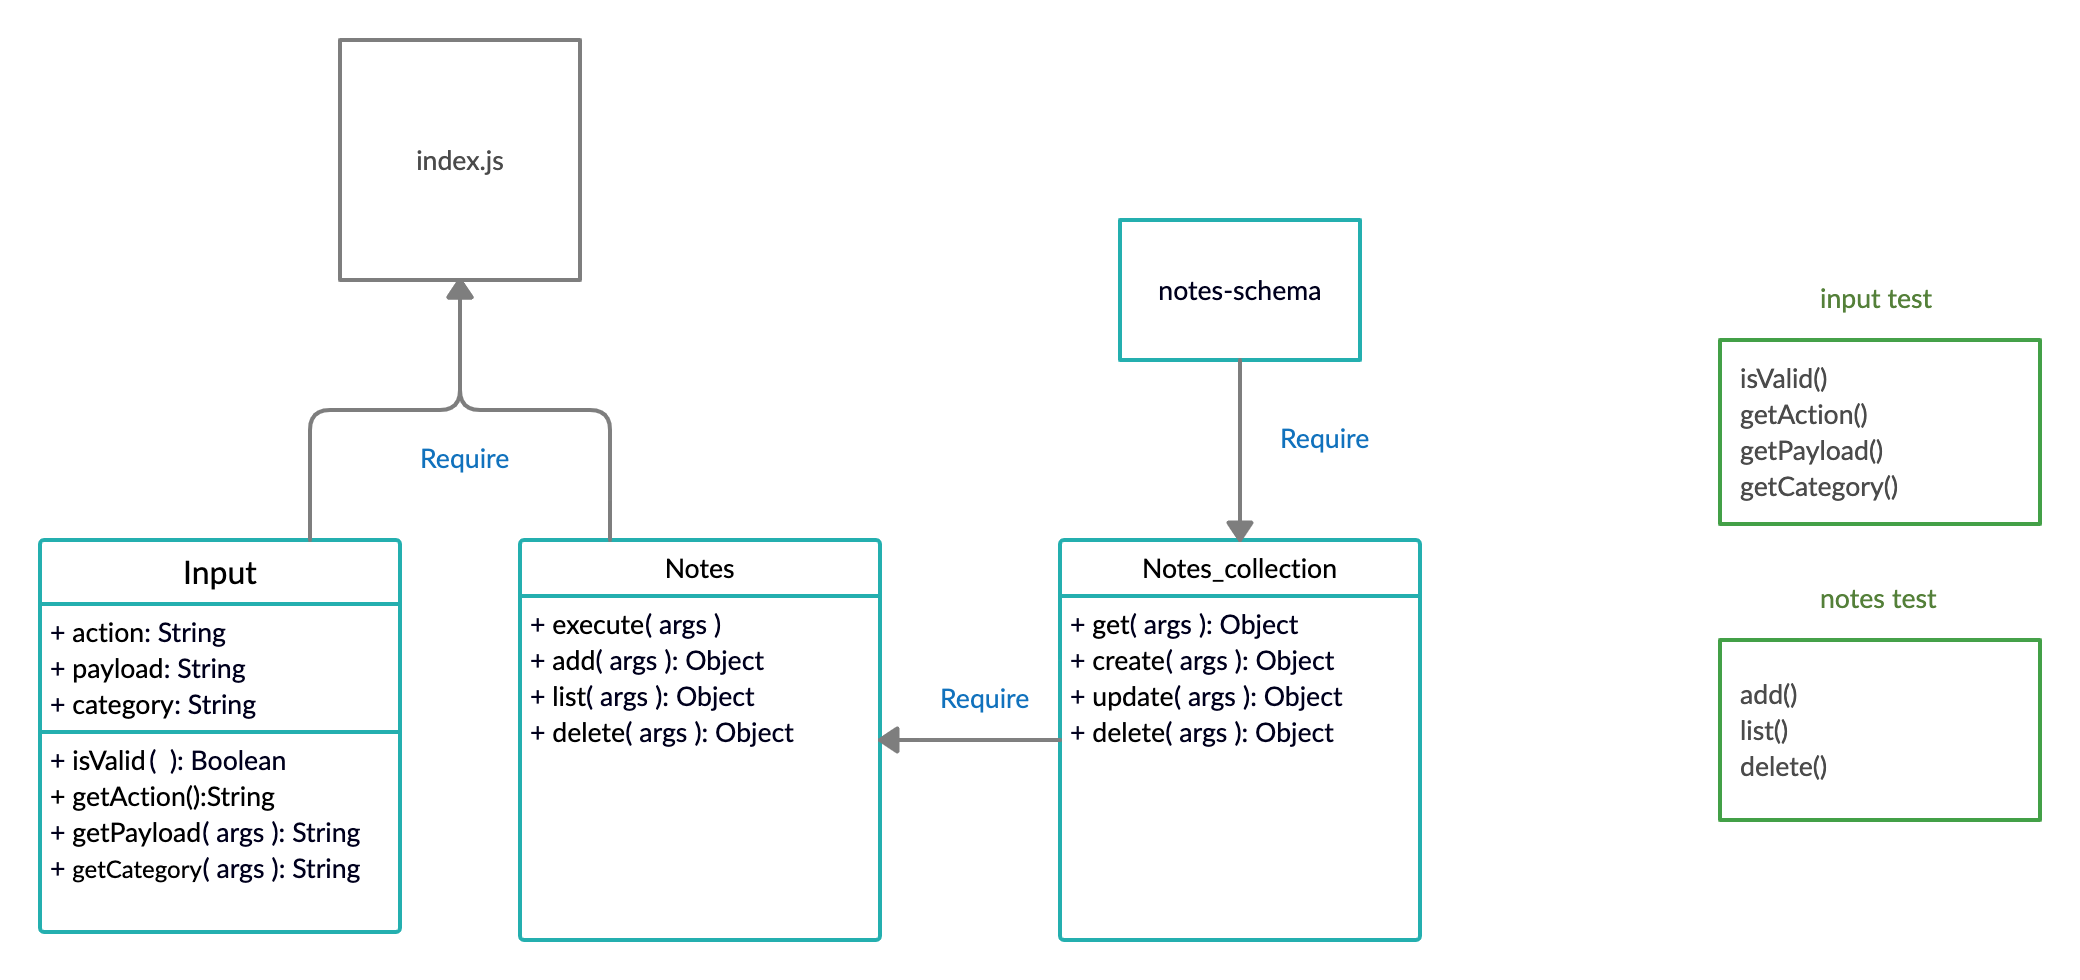 index.js
Require
Input
+ action: String
+ payload: String
+ category: String
+ isValid(  ): Boolean
+ getAction():String
+ getPayload( args ): String
+ getCategory( args ): String
Notes
+ execute( args )
+ add( args ): Object
+ list( args ): Object
+ delete( args ): Object
Require
notes-schema
Require
Notes_collection
+ get( args ): Object
+ create( args ): Object
+ update( args ): Object
+ delete( args ): Object
input test
isValid()
getAction()
getPayload()
getCategory()
notes test
add()
list()
delete()